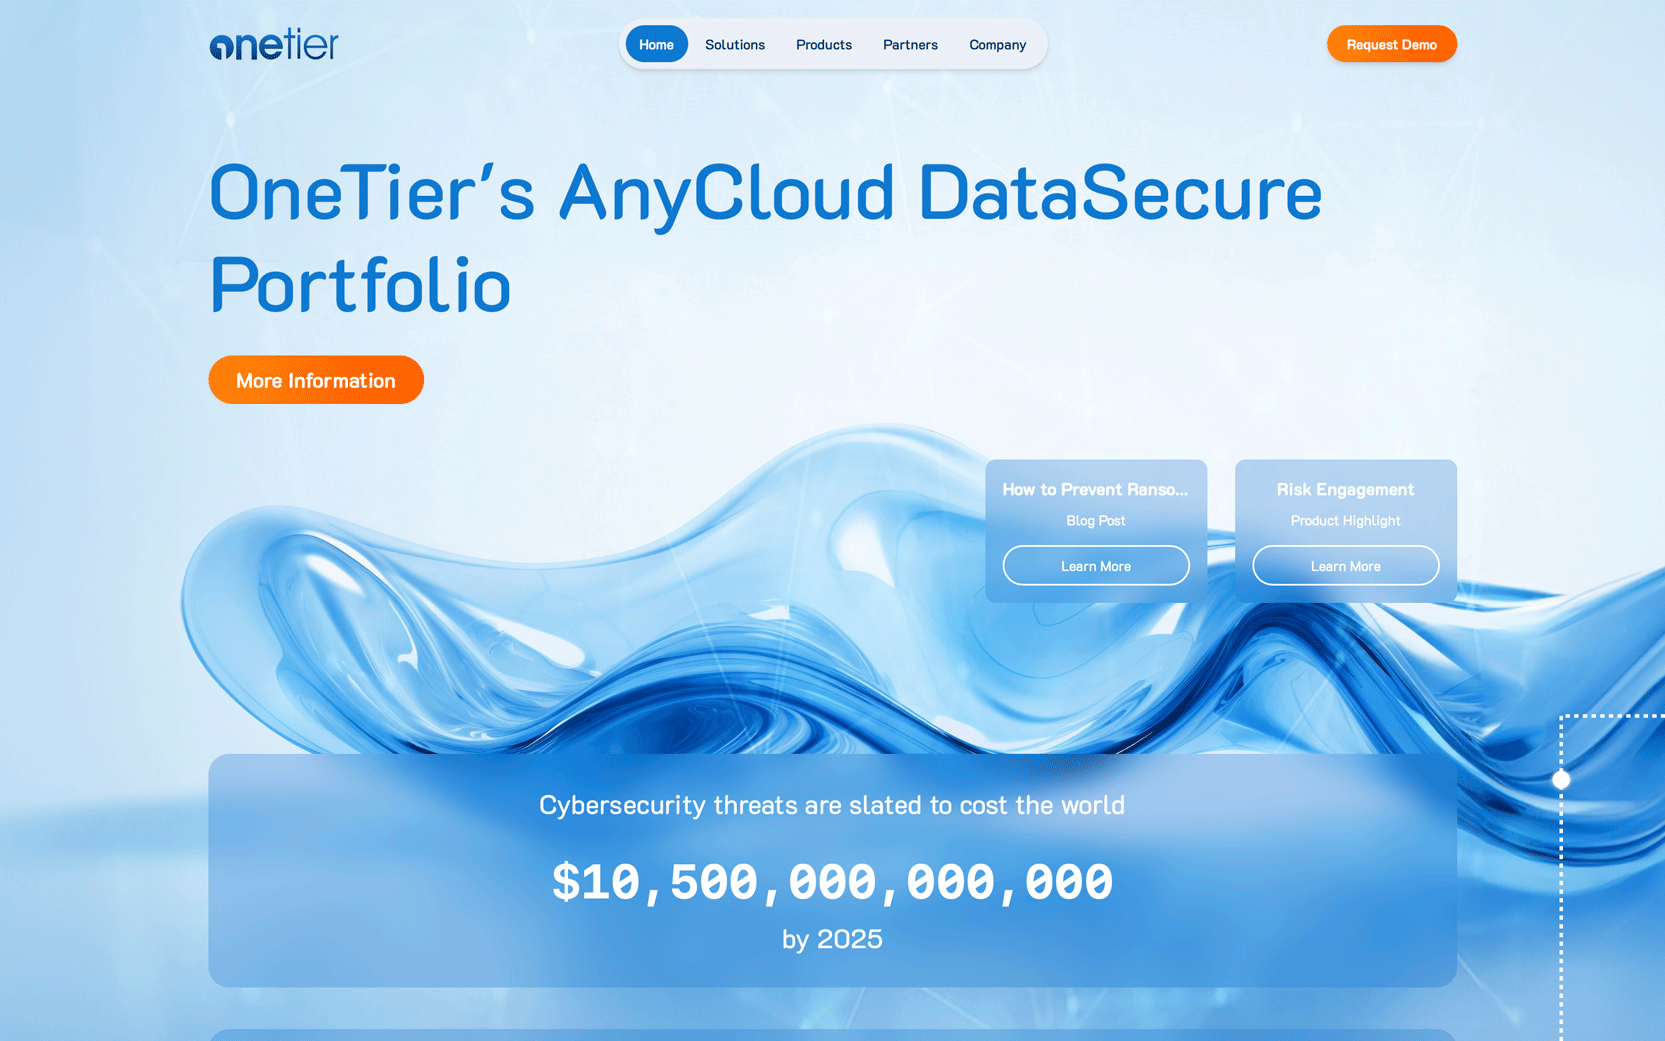 onetier
Home
Solutions
Products
Partners
Company
Request Demo
OneTier's AnyCloud DataSecure
Portfolio
More Information
How to Prevent Ranso...
Blog Post
Learn More
Risk Engagement
Product Highlight
Learn More
Cybersecurity threats are slated to cost the world
$10,500,000,000,000
by 2025